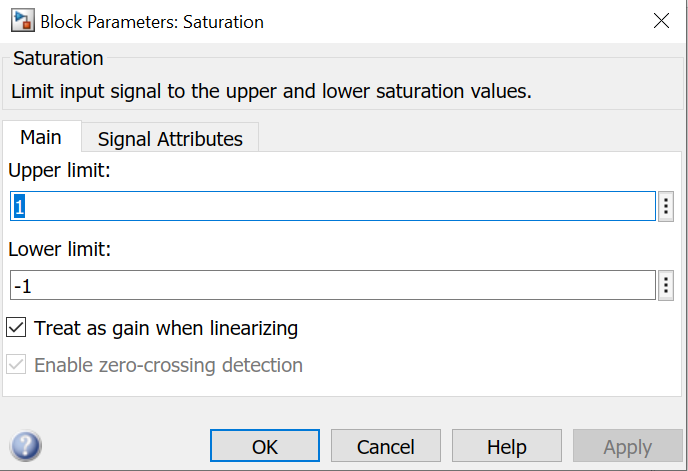 Block Parameters: Saturation
Saturation
Limit input signal to the upper and lower saturation values.
Main Signal Attributes
Upper limit:
1
Lower limit:
-1
Treat as gain when linearizing
Enable zero-crossing detection
? OK Cancel Help Apply